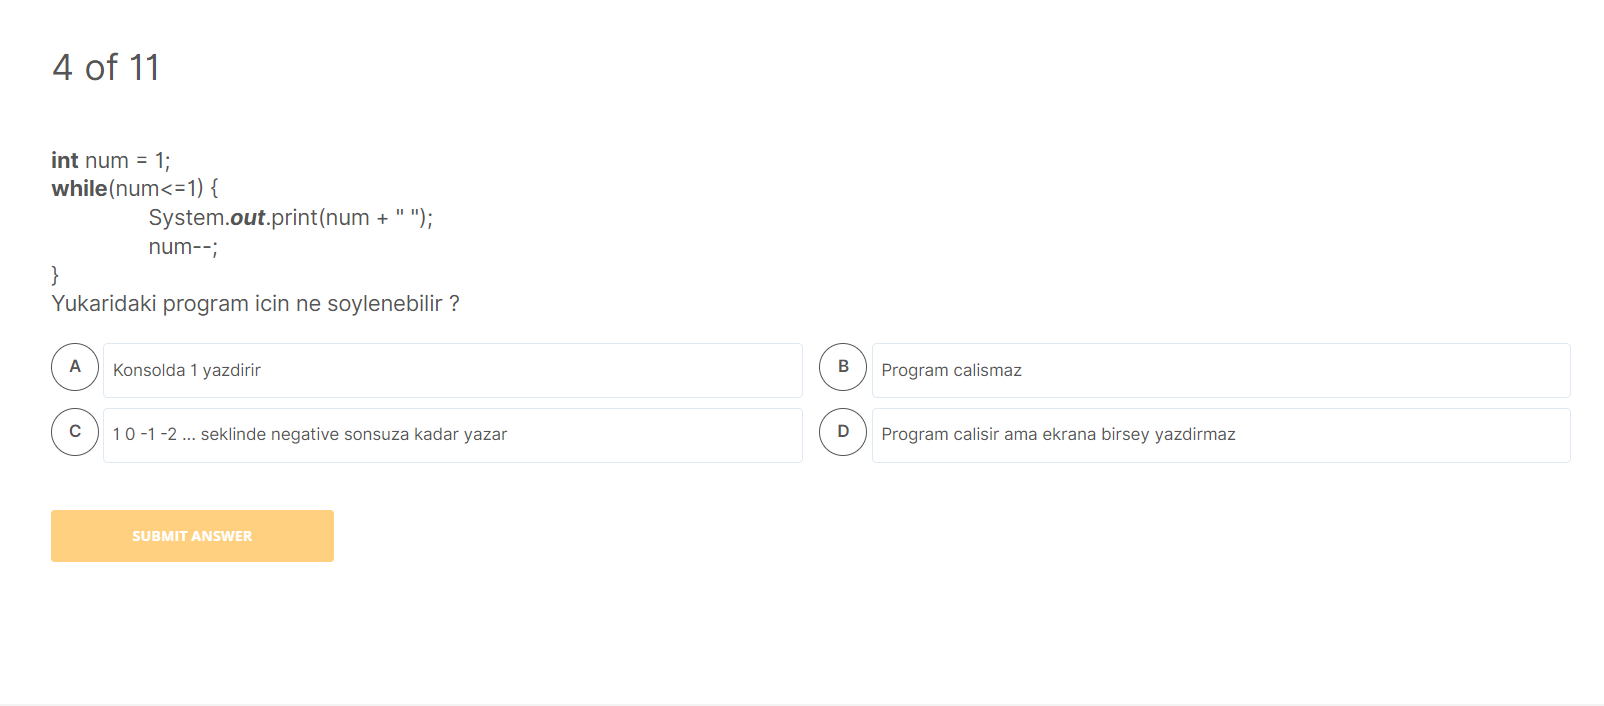 4 of 11
int num = 1;
while(num<=1) {
System.out.print(num + " ");
num--;
}
Yukaridaki program icin ne soylenebilir ?
A Konsolda 1 yazdirir
B Program calismaz
C 1 0 -1 -2 ... seklinde negative sonsuza kadar yazar
D Program calisir ama ekrana birsey yazdirmaz
SUBMIT ANSWER